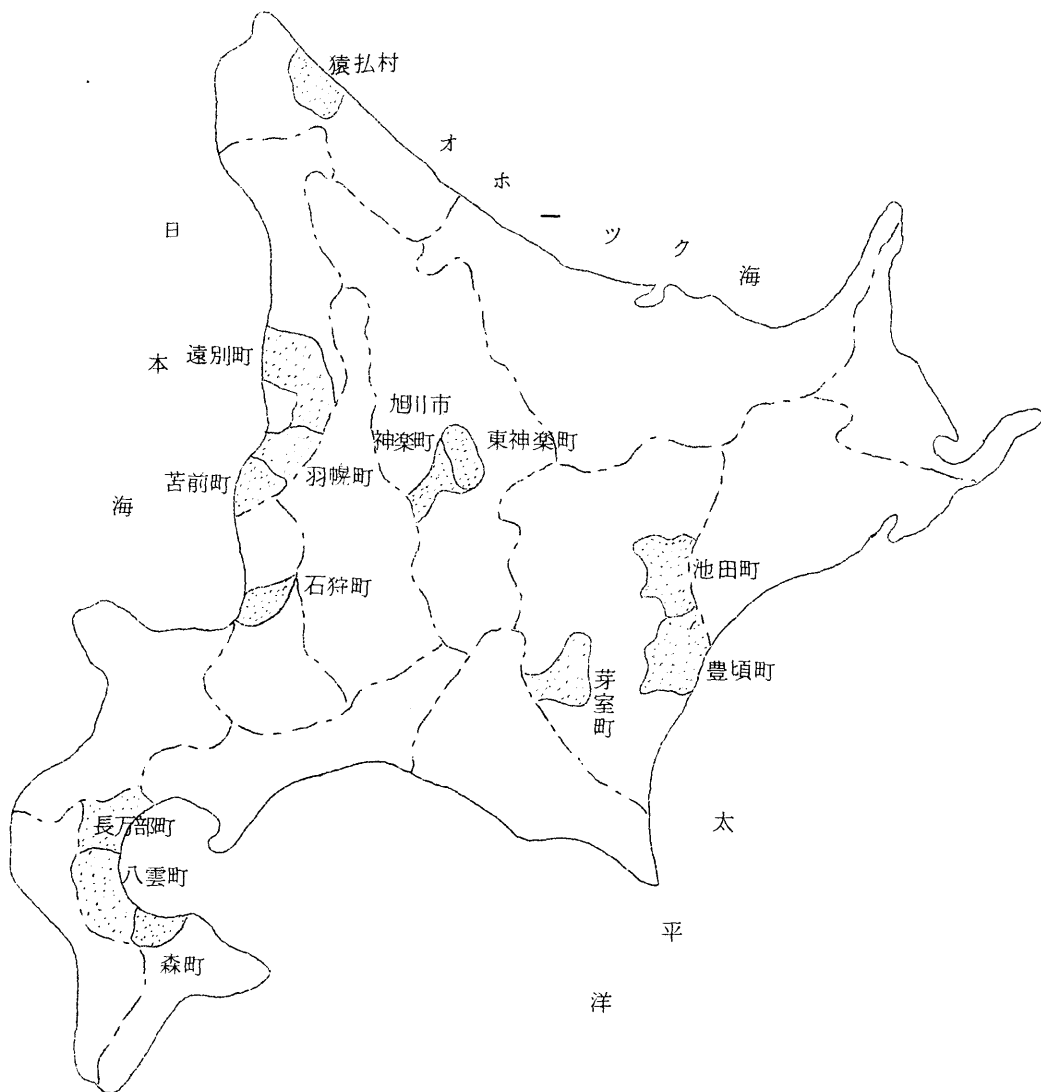 猿払村
オホーツク海
日本海
遠別町
旭川市
神楽町
東神楽町
苫前町
羽幌町
石狩町
池田町
豊頃町
芽室町
長万部町
八雲町
森町
太平洋